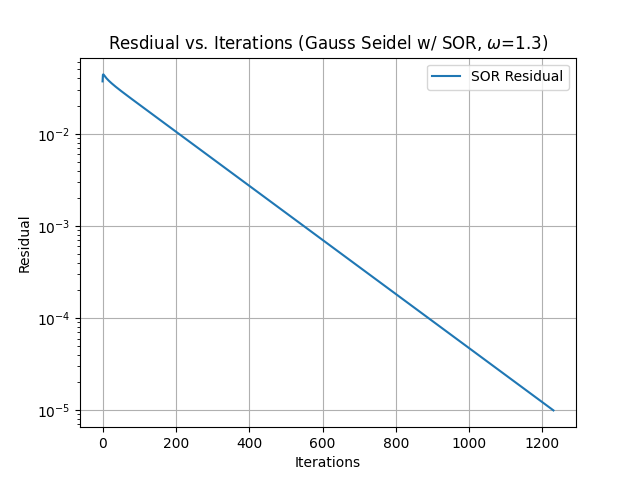 Resdiual vs. Iterations (Gauss Seidel w/ SOR, ω=1.3)
SOR Residual
10⁻²
10⁻³
10⁻⁴
10⁻⁵
Residual
0 200 400 600 800 1000 1200
Iterations